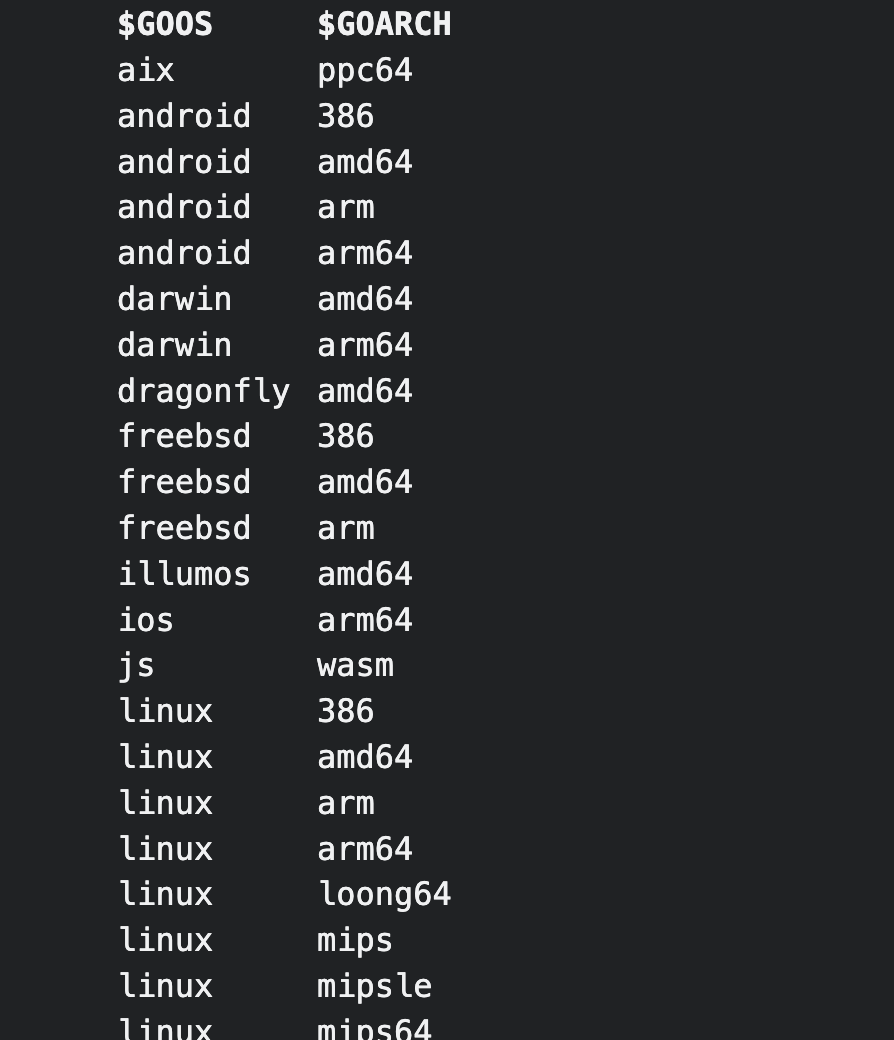 $GOOS $GOARCH
aix ppc64
android 386
android amd64
android arm
android arm64
darwin amd64
darwin arm64
dragonfly amd64
freebsd 386
freebsd amd64
freebsd arm
illumos amd64
ios arm64
js wasm
linux 386
linux amd64
linux arm
linux arm64
linux loong64
linux mips
linux mipsle
linux mips64